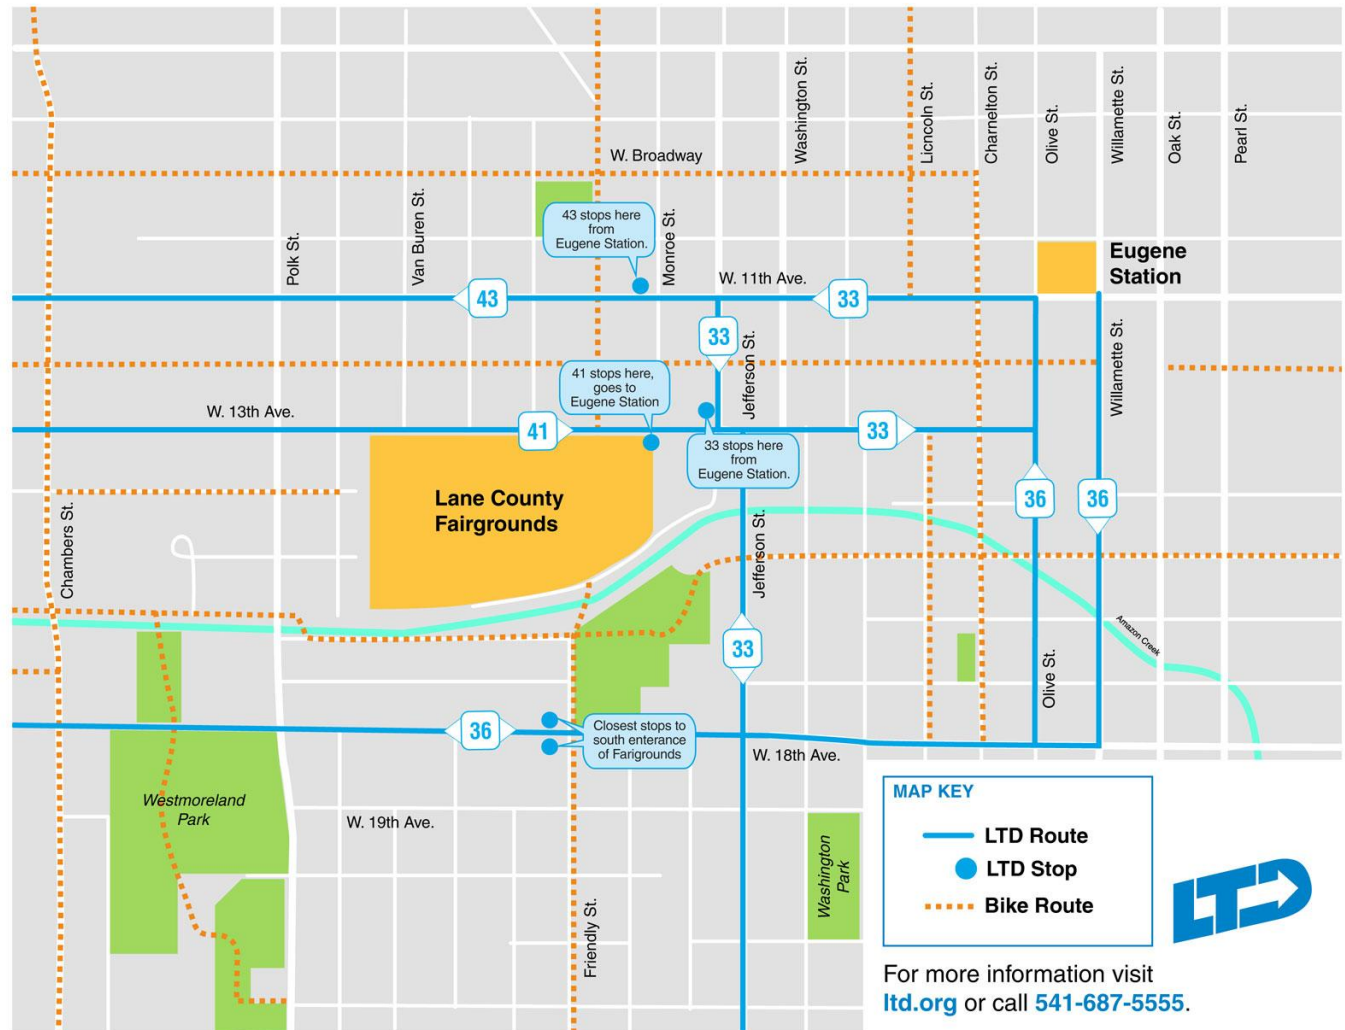 Washington St.
Licncoln St.
Charnelton St.
Olive St.
Willamette St.
Oak St.
Pearl St.
W. Broadway
43 stops here
from
Eugene Station.
Polk St.
Van Buren St.
Monroe St.
Eugene
Station
W. 11th Ave.
43
33
33
Jefferson St.
Willamette St.
41 stops here,
goes to
Eugene Station
W. 13th Ave.
41
33
33 stops here
from
Eugene Station.
Lane County
Fairgrounds
36
36
Chambers St.
Jefferson St.
33
Amazon Creek
Olive St.
36
Closest stops to
south enterance
of Farigrounds
W. 18th Ave.
Westmoreland
Park
W. 19th Ave.
Washington
Park
Friendly St.
MAP KEY
LTD Route
LTD Stop
Bike Route
LTD
For more information visit
ltd.org or call 541-687-5555.